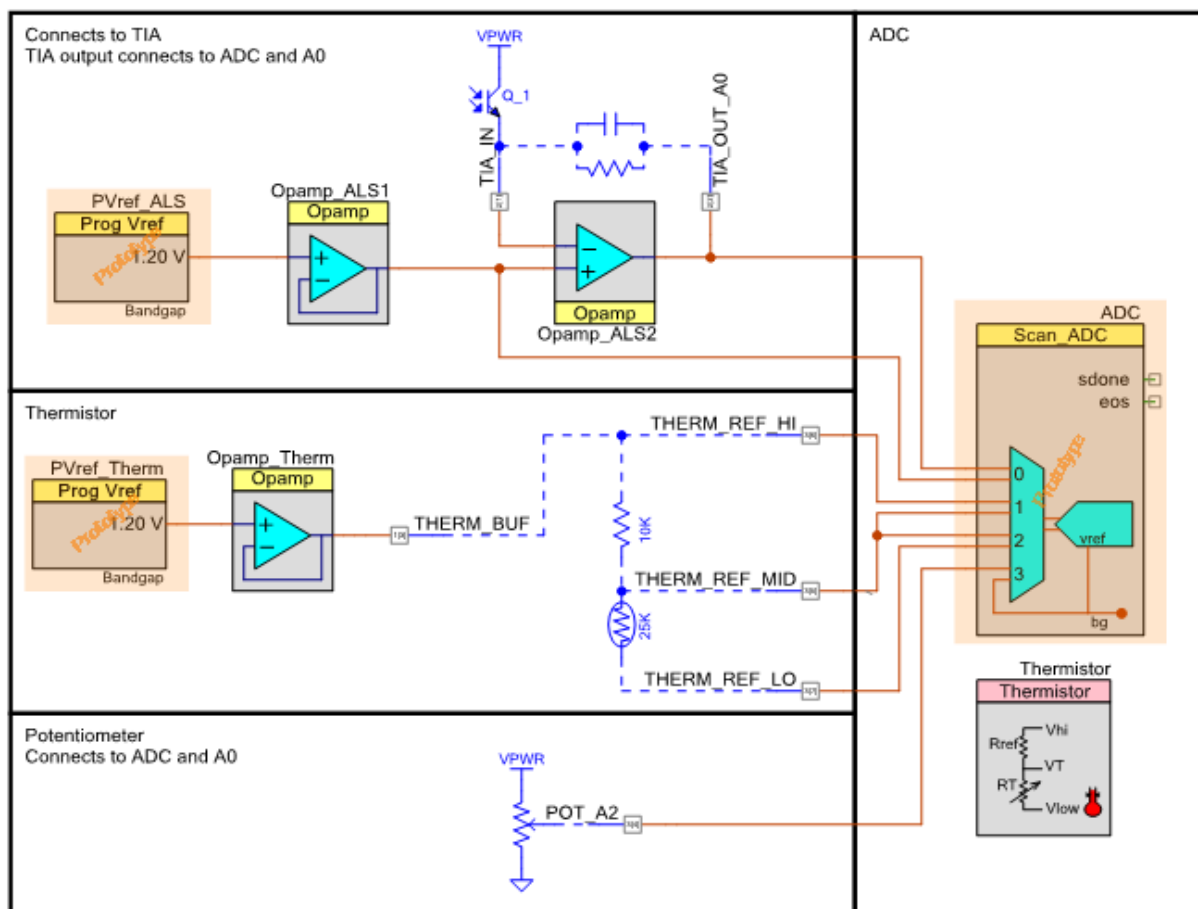 Connects to TIA
TIA output connects to ADC and A0
VPWR
Q_1
TIA_IN
TIA_OUT_A0
PVref_ALS
Prog Vref
1.20 V
Prototype
Bandgap
Opamp_ALS1
Opamp
Opamp
Opamp_ALS2
ADC
ADC
Scan_ADC
sdone
eos
Prototype
0
1
2
3
vref
bg
Thermistor
PVref_Therm
Prog Vref
1.20 V
Prototype
Bandgap
Opamp_Therm
Opamp
THERM_BUF
THERM_REF_HI
10K
THERM_REF_MID
25K
THERM_REF_LO
Thermistor
Thermistor
Vhi
Rref
VT
RT
Vlow
Potentiometer
Connects to ADC and A0
VPWR
POT_A2